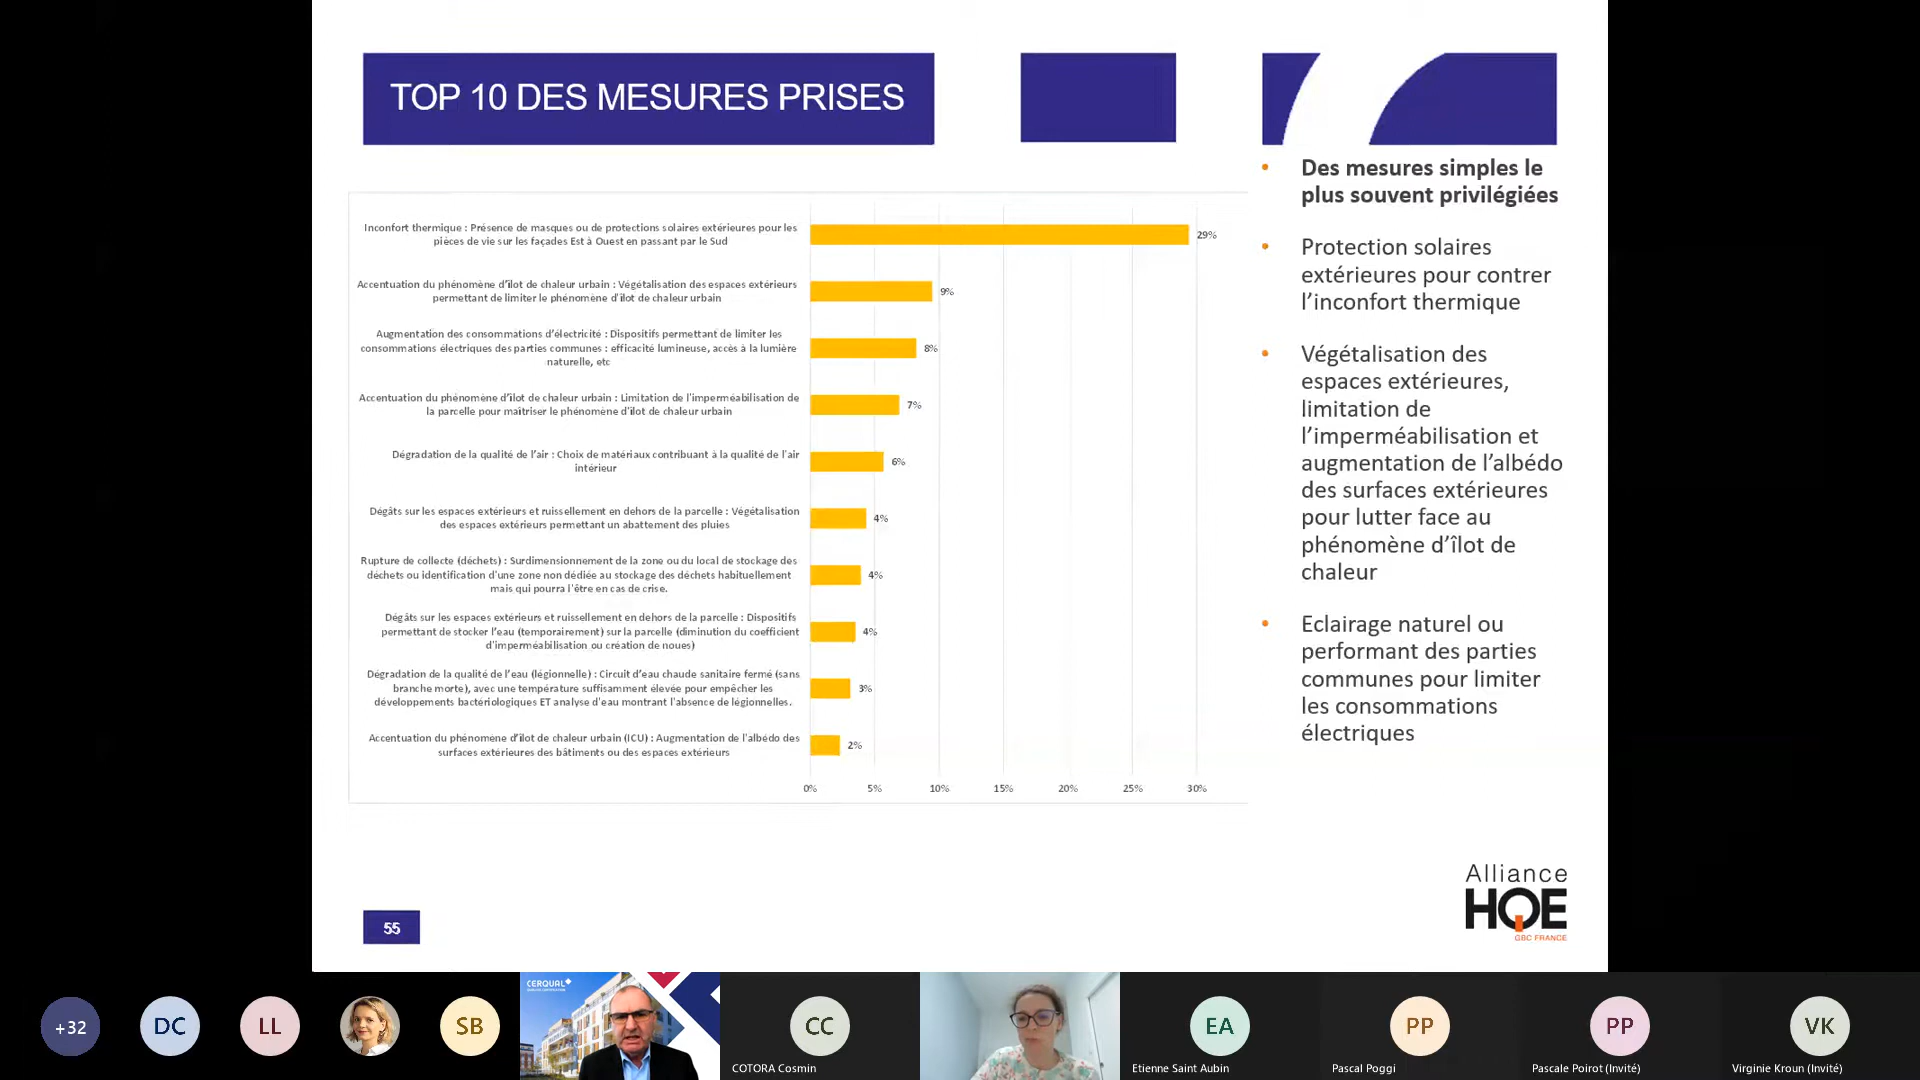 TOP 10 DES MESURES PRISES
Inconfort thermique : Présence de masques ou de protections solaires extérieures pour les
pièces de vie sur les façades Est à Ouest en passant par le Sud
29%
Accentuation du phénomène d'îlot de chaleur urbain : Végétalisation des espaces extérieurs
permettant de limiter le phénomène d'îlot de chaleur urbain
9%
Augmentation des consommations d'électricité : Dispositifs permettant de limiter les
consommations électriques des parties communes : efficacité lumineuse, accès à la lumière
naturelle, etc
8%
Accentuation du phénomène d'îlot de chaleur urbain : Limitation de l'imperméabilisation de
la parcelle pour maîtriser le phénomène d'îlot de chaleur urbain
7%
Dégradation de la qualité de l'air : Choix de matériaux contribuant à la qualité de l'air
intérieur
6%
Dégâts sur les espaces extérieurs et ruissellement en dehors de la parcelle : Végétalisation
des espaces extérieurs permettant un abattement des pluies
4%
Rupture de collecte (déchets) : Surdimensionnement de la zone ou du local de stockage des
déchets ou identification d'une zone non dédiée au stockage des déchets habituellement
mais qui pourra l'être en cas de crise.
4%
Dégâts sur les espaces extérieurs et ruissellement en dehors de la parcelle : Dispositifs
permettant de stocker l'eau (temporairement) sur la parcelle (diminution du coefficient
d'imperméabilisation ou création de noues)
4%
Dégradation de la qualité de l'eau (légionnelle) : Circuit d'eau chaude sanitaire fermé (sans
branche morte), avec une température suffisamment élevée pour empêcher les
développements bactériologiques ET analyse d'eau montrant l'absence de légionnelles.
3%
Accentuation du phénomène d'îlot de chaleur urbain (ICU) : Augmentation de l'albédo des
surfaces extérieures des bâtiments ou des espaces extérieurs
2%
0% 5% 10% 15% 20% 25% 30%
• Des mesures simples le
plus souvent privilégiées
• Protection solaires
extérieures pour contrer
l'inconfort thermique
• Végétalisation des
espaces extérieures,
limitation de
l'imperméabilisation et
augmentation de l'albédo
des surfaces extérieures
pour lutter face au
phénomène d'îlot de
chaleur
• Eclairage naturel ou
performant des parties
communes pour limiter
les consommations
électriques
Alliance
HQE
GBC FRANCE
55
+32
DC
LL
SB
CERQUAL
CC
COTORA Cosmin
EA
Etienne Saint Aubin
PP
Pascal Poggi
PP
Pascale Poirot (Invité)
VK
Virginie Kroun (Invité)